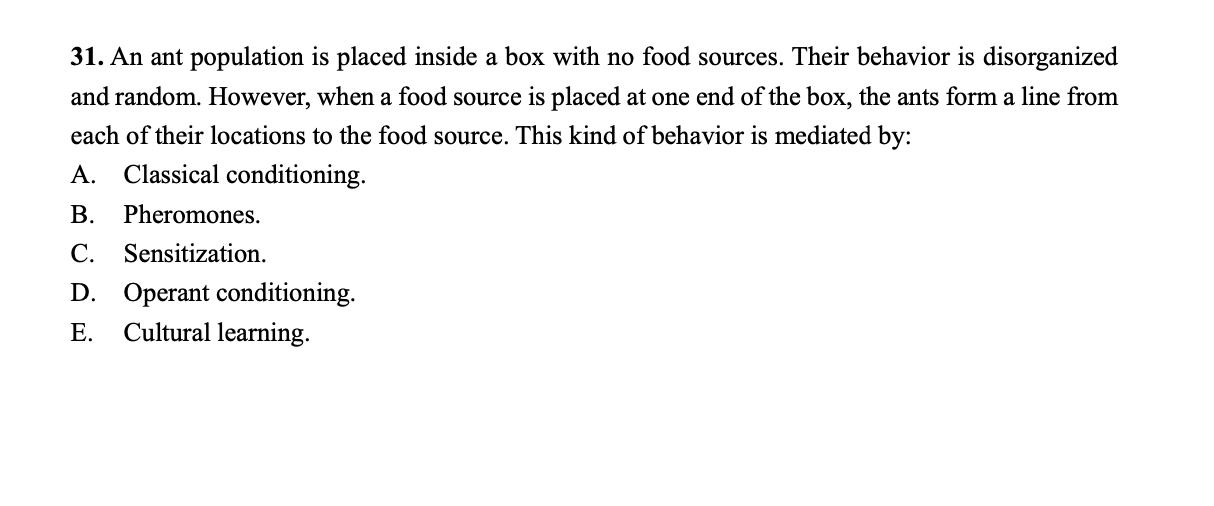 31. An ant population is placed inside a box with no food sources. Their behavior is disorganized
and random. However, when a food source is placed at one end of the box, the ants form a line from
each of their locations to the food source. This kind of behavior is mediated by:
A. Classical conditioning.
B. Pheromones.
C. Sensitization.
D. Operant conditioning.
E. Cultural learning.